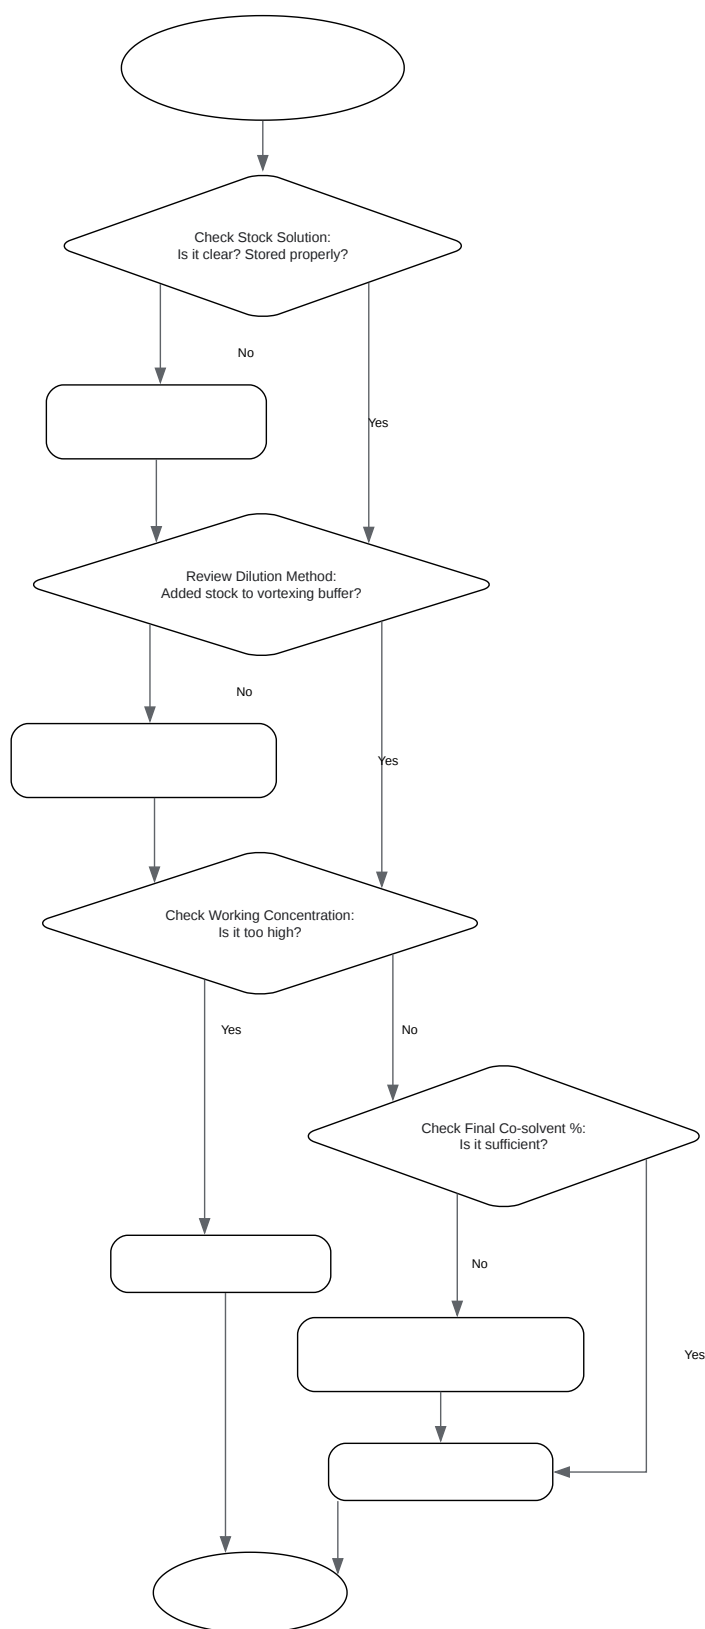 Check Stock Solution:
Is it clear? Stored properly?
No
Yes
Review Dilution Method:
Added stock to vortexing buffer?
No
Yes
Check Working Concentration:
Is it too high?
Yes
No
Check Final Co-solvent %:
Is it sufficient?
No
Yes